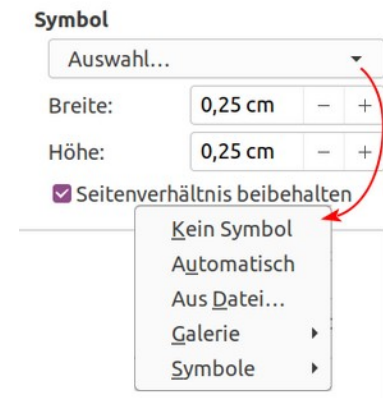 Symbol
Auswahl...
Breite: 0,25 cm − +
Höhe: 0,25 cm − +
Seitenverhältnis beibehalten
Kein Symbol
Automatisch
Aus Datei...
Galerie
Symbole